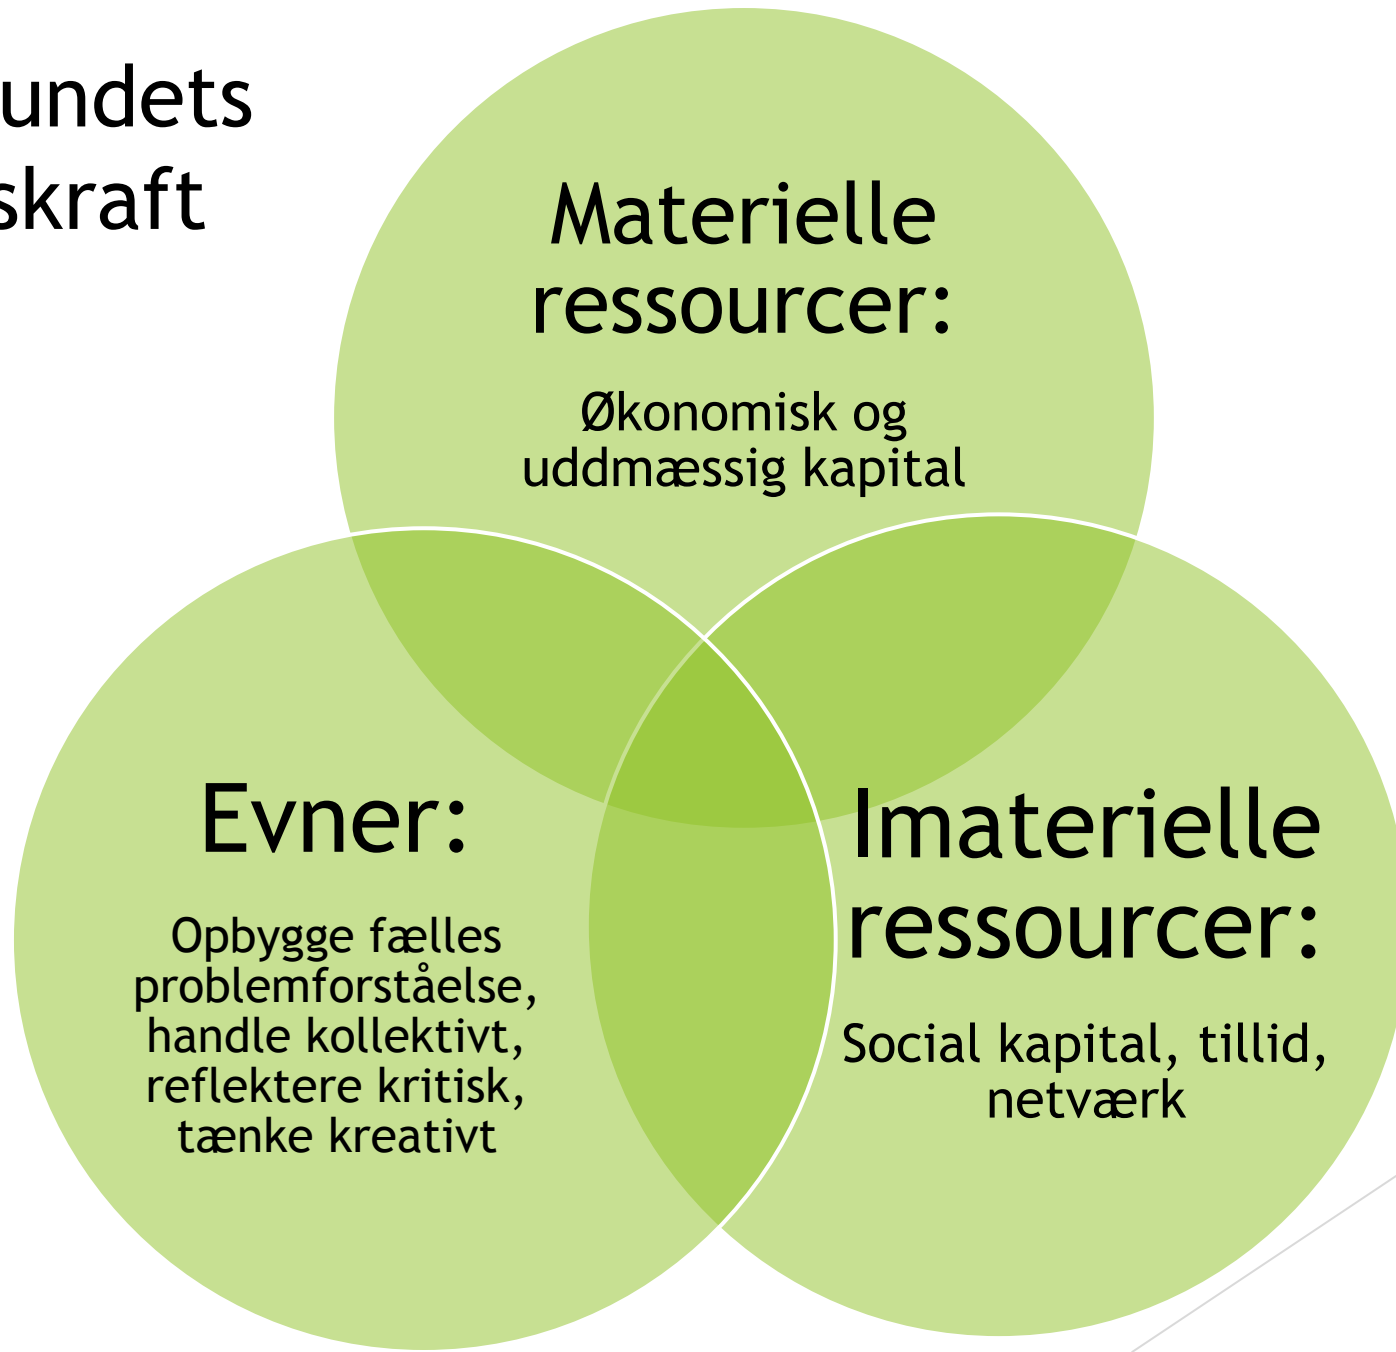 undets
skraft
Materielle
ressourcer:
Økonomisk og
uddmæssig kapital
Evner:
Opbygge fælles
problemforståelse,
handle kollektivt,
reflektere kritisk,
tænke kreativt
Imaterielle
ressourcer:
Social kapital, tillid,
netværk